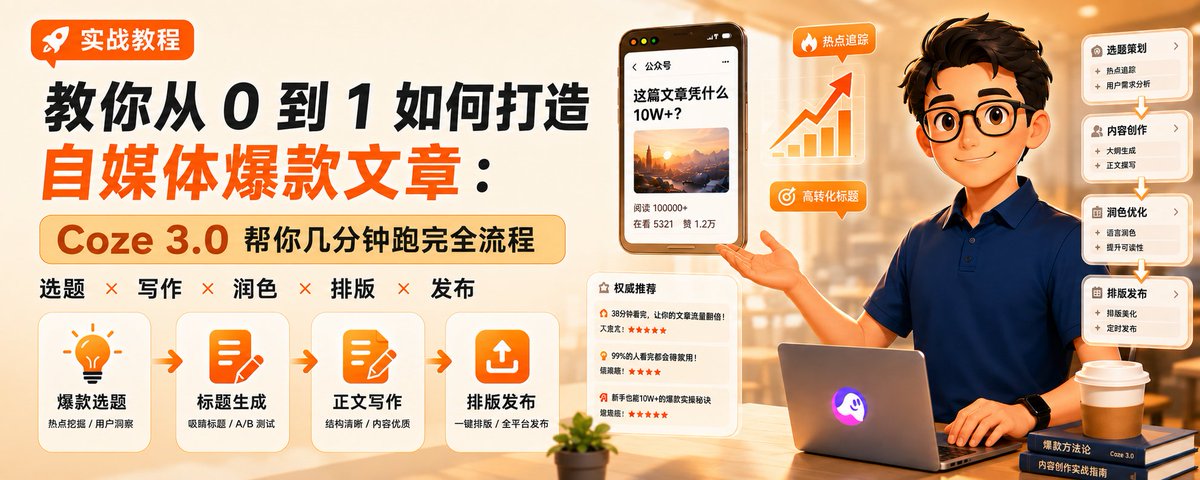 实战教程
教你从 0 到 1 如何打造
自媒体爆款文章：
Coze 3.0 帮你几分钟跑完全流程
选题 × 写作 × 润色 × 排版 × 发布
爆款选题
热点挖掘 / 用户洞察
标题生成
吸睛标题 / A/B 测试
正文写作
结构清晰 / 内容优质
排版发布
一键排版 / 全平台发布
公众号
这篇文章凭什么
10W+?
阅读 100000+
在看 5321 赞 1.2万
热点追踪
高转化标题
权威推荐
38分钟看完，让你的文章流量翻倍！
★★★★★
99%的人看完都会
★★★★
新手也能10W+的爆款实操秘诀
★★★★★
选题策划
+ 热点追踪
+ 用户需求分析
内容创作
+ 大纲生成
+ 正文撰写
润色优化
+ 语言润色
+ 提升可读性
排版发布
+ 排版美化
+ 定时发布
爆款方法论 Coze 3.0
内容创作实战指南